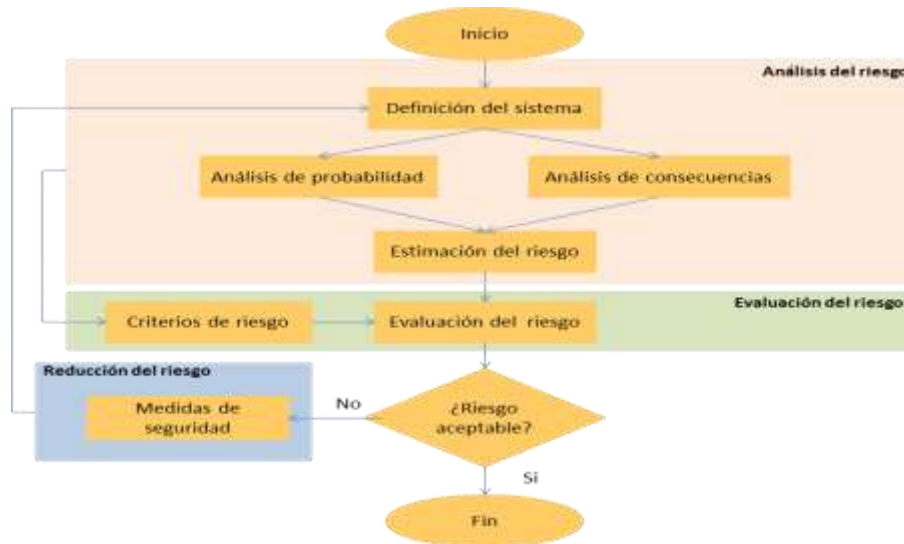 Inicio
Análisis del riesgo
Definición del sistema
Análisis de probabilidad
Análisis de consecuencias
Estimación del riesgo
Evaluación del riesgo
Criterios de riesgo
Evaluación del riesgo
Reducción del riesgo
Medidas de
seguridad
No
¿Riesgo
aceptable?
Si
Fin